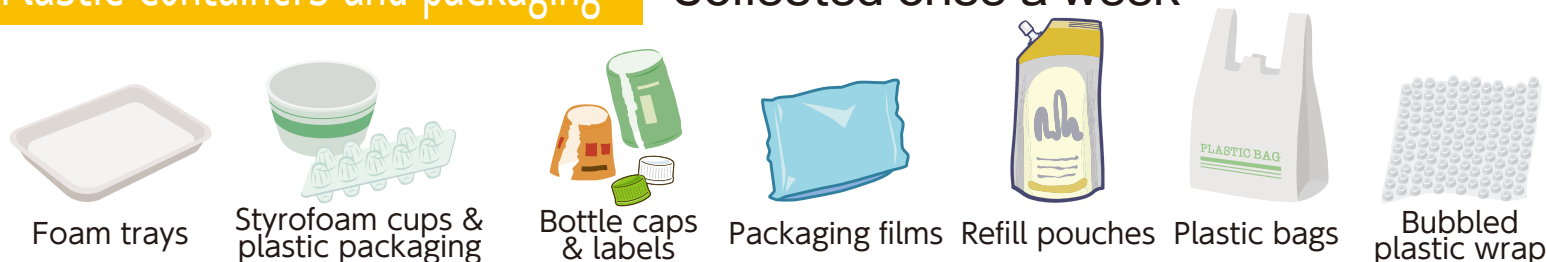 Plastic containers and packaging
Collected once a week
PLASTIC BAG
Foam trays
Styrofoam cups &
plastic packaging
Bottle caps
& labels
Packaging films
Refill pouches
Plastic bags
Bubbled
plastic wrap